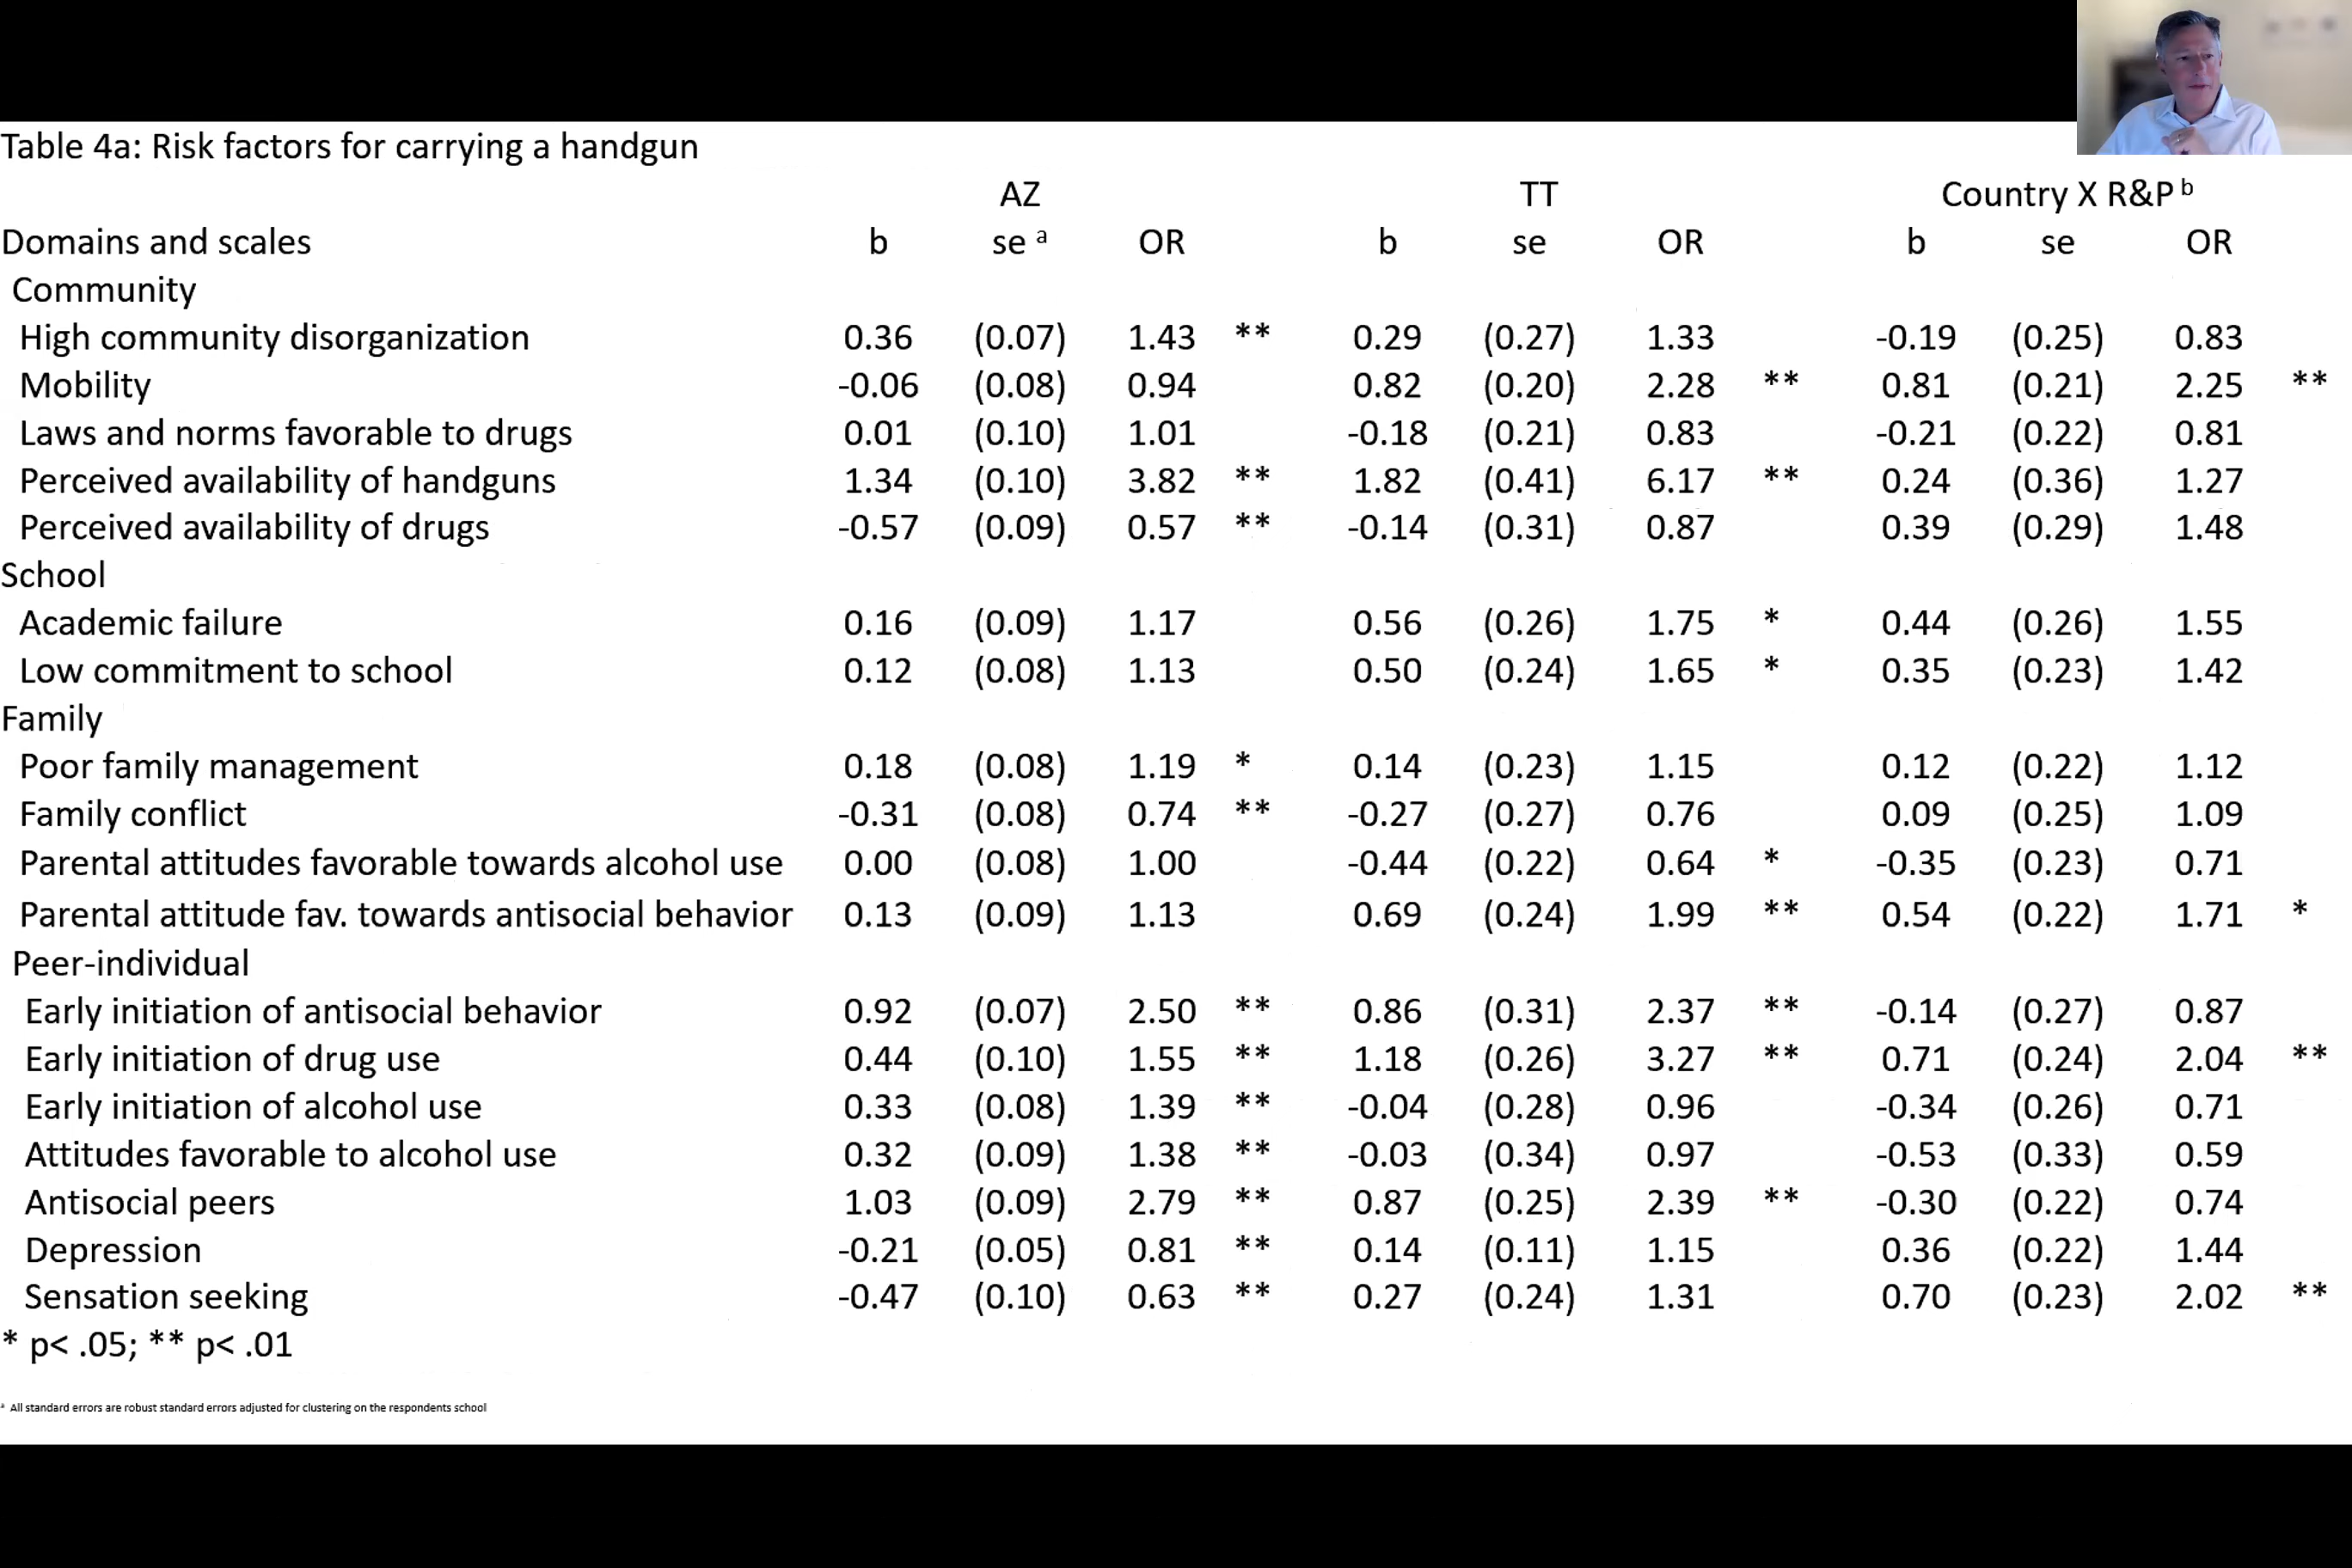 Table 4a: Risk factors for carrying a handgun
AZ TT Country X R&P b
Domains and scales b se a OR b se OR b se OR
Community
High community disorganization 0.36 (0.07) 1.43 ** 0.29 (0.27) 1.33 -0.19 (0.25) 0.83
Mobility -0.06 (0.08) 0.94 0.82 (0.20) 2.28 ** 0.81 (0.21) 2.25 **
Laws and norms favorable to drugs 0.01 (0.10) 1.01 -0.18 (0.21) 0.83 -0.21 (0.22) 0.81
Perceived availability of handguns 1.34 (0.10) 3.82 ** 1.82 (0.41) 6.17 ** 0.24 (0.36) 1.27
Perceived availability of drugs -0.57 (0.09) 0.57 ** -0.14 (0.31) 0.87 0.39 (0.29) 1.48
School
Academic failure 0.16 (0.09) 1.17 0.56 (0.26) 1.75 * 0.44 (0.26) 1.55
Low commitment to school 0.12 (0.08) 1.13 0.50 (0.24) 1.65 * 0.35 (0.23) 1.42
Family
Poor family management 0.18 (0.08) 1.19 * 0.14 (0.23) 1.15 0.12 (0.22) 1.12
Family conflict -0.31 (0.08) 0.74 ** -0.27 (0.27) 0.76 0.09 (0.25) 1.09
Parental attitudes favorable towards alcohol use 0.00 (0.08) 1.00 -0.44 (0.22) 0.64 * -0.35 (0.23) 0.71
Parental attitude fav. towards antisocial behavior 0.13 (0.09) 1.13 0.69 (0.24) 1.99 ** 0.54 (0.22) 1.71 *
Peer-individual
Early initiation of antisocial behavior 0.92 (0.07) 2.50 ** 0.86 (0.31) 2.37 ** -0.14 (0.27) 0.87
Early initiation of drug use 0.44 (0.10) 1.55 ** 1.18 (0.26) 3.27 ** 0.71 (0.24) 2.04 **
Early initiation of alcohol use 0.33 (0.08) 1.39 ** -0.04 (0.28) 0.96 -0.34 (0.26) 0.71
Attitudes favorable to alcohol use 0.32 (0.09) 1.38 ** -0.03 (0.34) 0.97 -0.53 (0.33) 0.59
Antisocial peers 1.03 (0.09) 2.79 ** 0.87 (0.25) 2.39 ** -0.30 (0.22) 0.74
Depression -0.21 (0.05) 0.81 ** 0.14 (0.11) 1.15 0.36 (0.22) 1.44
Sensation seeking -0.47 (0.10) 0.63 ** 0.27 (0.24) 1.31 0.70 (0.23) 2.02 **
* p< .05; ** p< .01
a All standard errors are robust standard errors adjusted for clustering on the respondents school